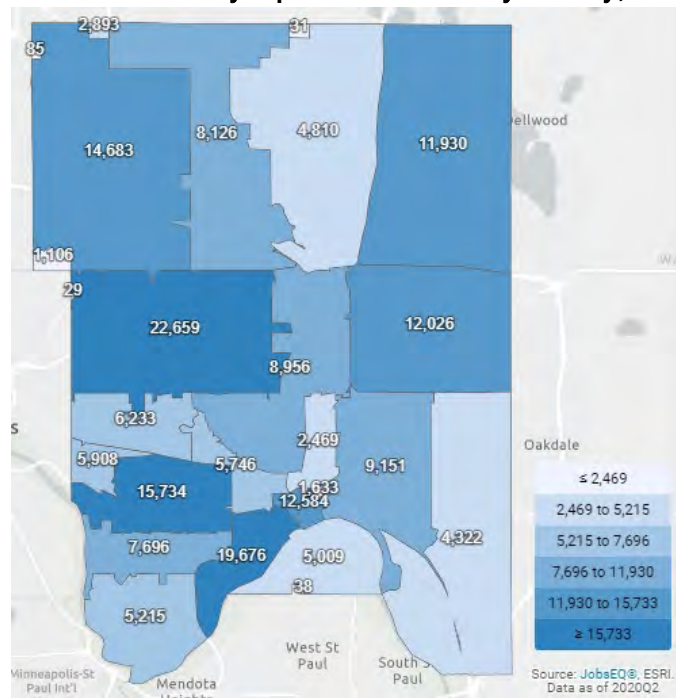 2,893
31
85
Dellwood
14,683
8,126
4,810
11,930
1,106
29
22,659
12,026
8,956
6,233
2,469
Oakdale
5,908
5,746
9,151
15,734
1,633
12,584
4,322
7,696
19,676
5,009
38
5,215
West St
Paul
South S
Paul
Minneapolis-St
Paul Int'l
Mendota
Heights
≤ 2,469
2,469 to 5,215
5,215 to 7,696
7,696 to 11,930
11,930 to 15,733
≥ 15,733
Source: JobsEQ®, ESRI.
Data as of 2020Q2